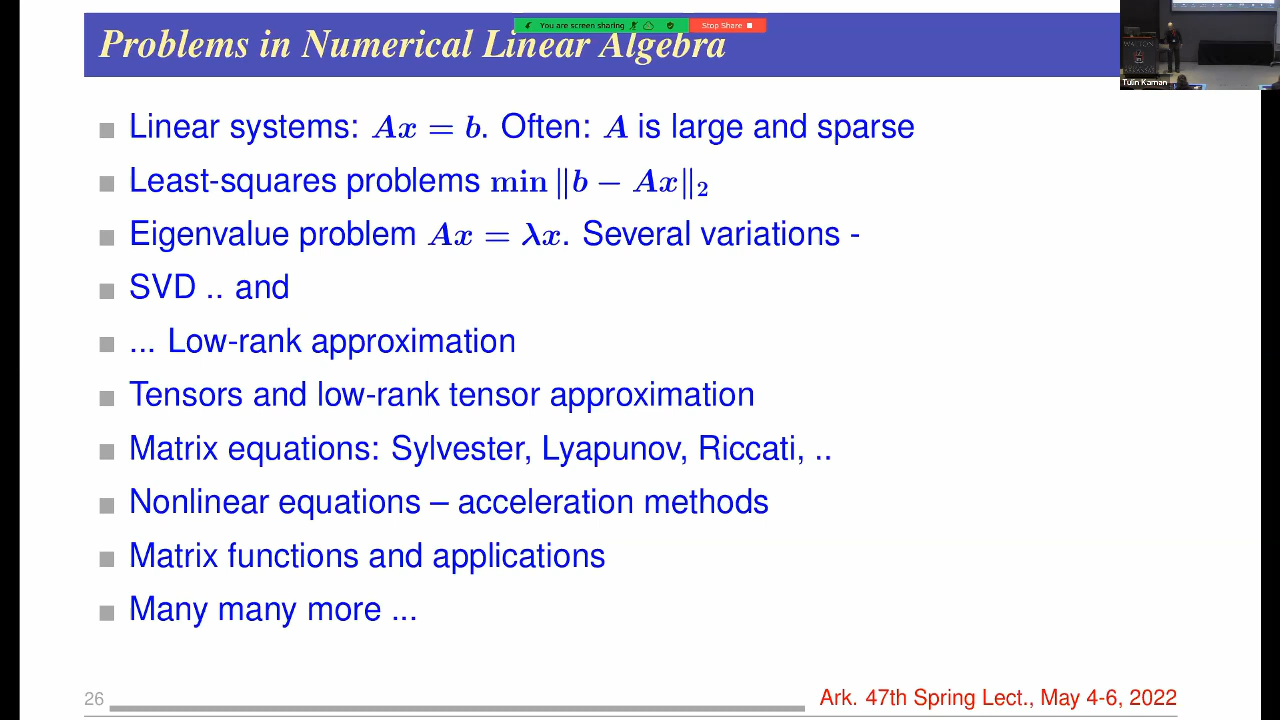 You are screen sharing
Stop Share
Problems in Numerical Linear Algebra
Tulin Kaman
Linear systems: Ax = b. Often: A is large and sparse
Least-squares problems min ‖b − Ax‖₂
Eigenvalue problem Ax = λx. Several variations -
SVD .. and
... Low-rank approximation
Tensors and low-rank tensor approximation
Matrix equations: Sylvester, Lyapunov, Riccati, ..
Nonlinear equations – acceleration methods
Matrix functions and applications
Many many more ...
26
Ark. 47th Spring Lect., May 4-6, 2022